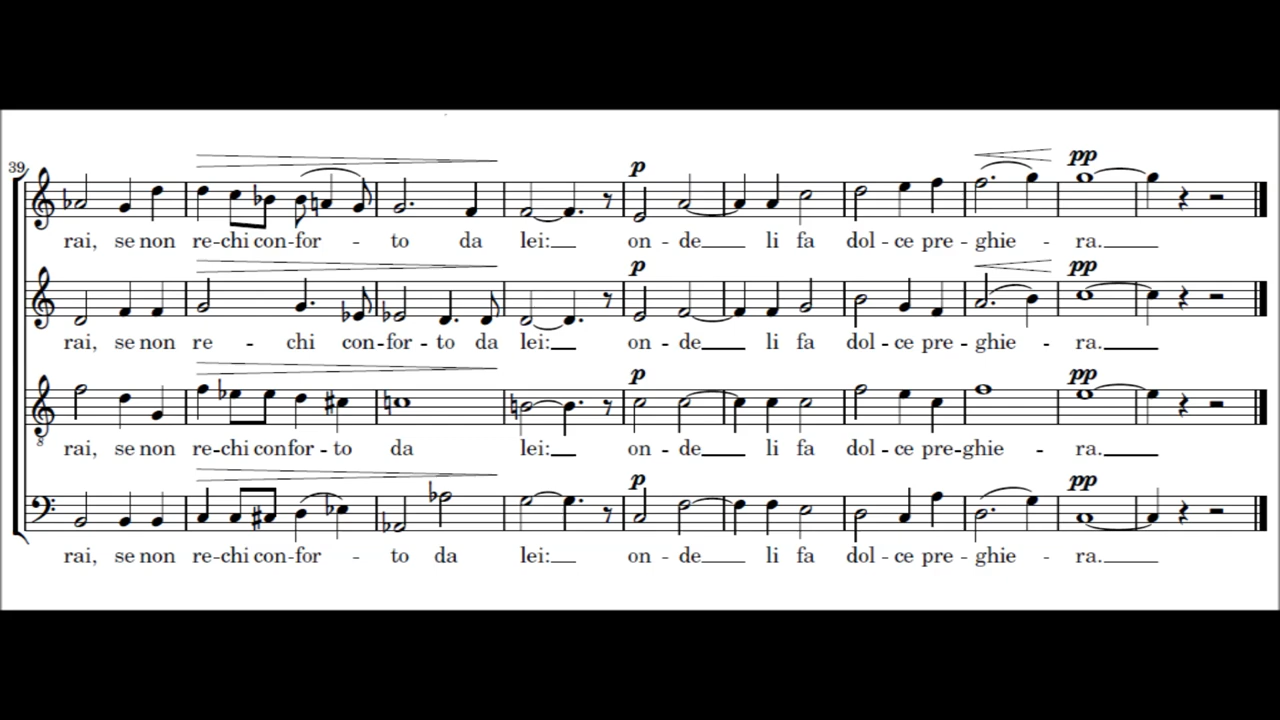 39
p pp
rai, se non re-chi con-for - to da lei: on - de li fa dol - ce pre - ghie - ra.
p pp
rai, se non re - chi con-for - to da lei: on - de li fa dol - ce pre - ghie - ra.
p pp
8
rai, se non re-chi confor - to da lei: on - de li fa dol - ce pre-ghie - ra.
p pp
rai, se non re-chi con-for - to da lei: on - de li fa dol - ce pre - ghie - ra.